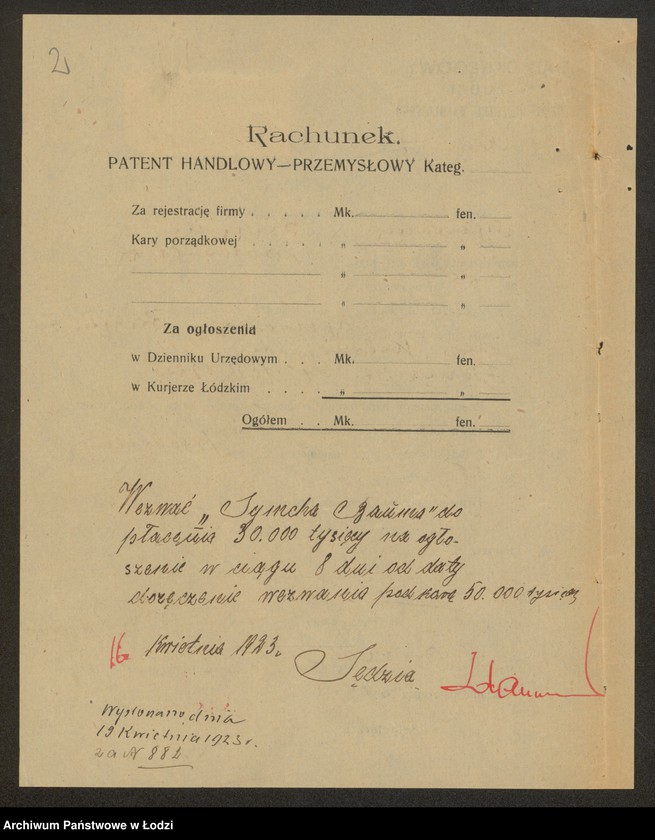 2
Rachunek.
PATENT HANDLOWY—PRZEMYSŁOWY Kateg.
Za rejestrację firmy . . . . . Mk. fen.
Kary porządkowej . . . . . „ „
„ „
„ „
Za ogłoszenia
w Dzienniku Urzędowym . . . Mk. fen.
w Kurjerze Łódzkim . . . . „ „
Ogółem . . Mk. fen.
Wezwać „Symcha Bauma" do
płacenia 30.000 tysięcy na ogło-
szenie w ciągu 8 dni od daty
doręczenie wezwania pod karą 50.000 tysięcy
16 Kwietnia 1923.
Sędzia
Wykonano dnia
19 Kwietnia 1923 r.
za N 882
Archiwum Państwowe w Łodzi